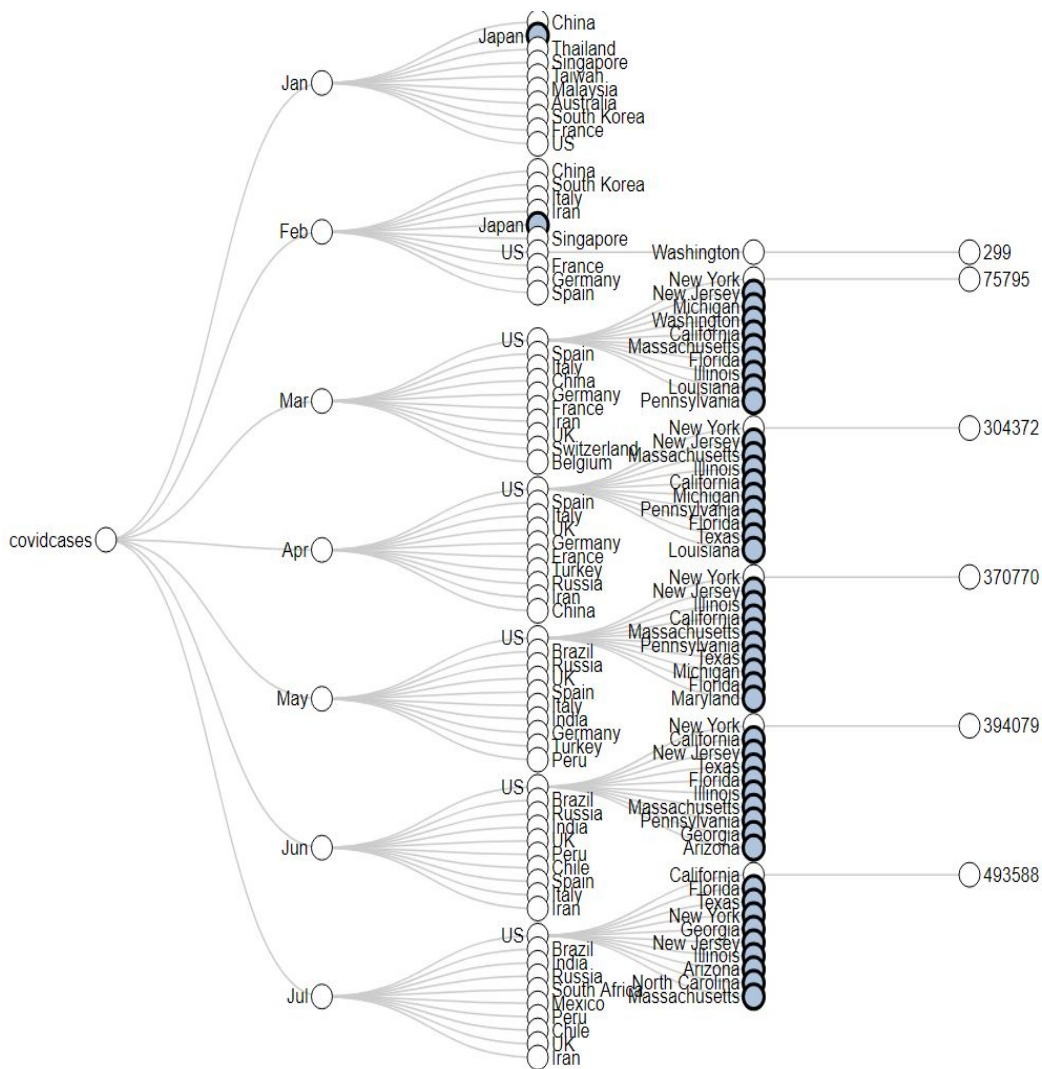 covidcases
Jan
China
Japan
Thailand
Singapore
Taiwan
Malaysia
Australia
South Korea
France
US
Feb
China
South Korea
Italy
Iran
Japan
Singapore
US
Washington
299
France
Germany
Spain
Mar
US
New York
75795
New Jersey
Michigan
Washington
California
Massachusetts
Florida
Illinois
Louisiana
Pennsylvania
Spain
Italy
China
Germany
France
Iran
UK
Switzerland
Belgium
Apr
US
New York
304372
New Jersey
Massachusetts
Illinois
California
Michigan
Pennsylvania
Florida
Texas
Louisiana
Spain
Italy
UK
Germany
France
Turkey
Russia
Iran
China
May
US
New York
370770
New Jersey
Illinois
California
Massachusetts
Pennsylvania
Texas
Michigan
Florida
Maryland
Brazil
Russia
UK
Spain
Italy
India
Germany
Turkey
Peru
Jun
US
New York
394079
California
New Jersey
Texas
Florida
Illinois
Massachusetts
Pennsylvania
Georgia
Arizona
Brazil
Russia
India
UK
Peru
Chile
Spain
Italy
Iran
Jul
US
California
493588
Florida
Texas
New York
Georgia
New Jersey
Illinois
Arizona
North Carolina
Massachusetts
Brazil
India
Russia
South Africa
Mexico
Peru
Chile
UK
Iran